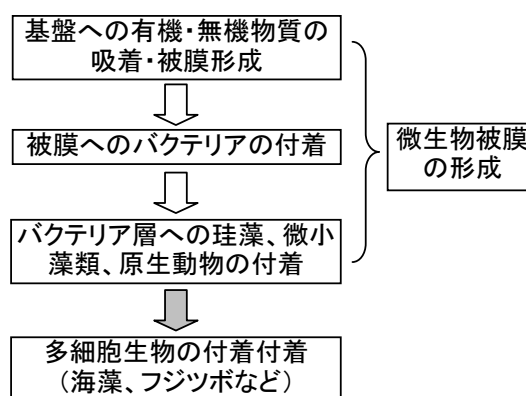 基盤への有機・無機物質の
吸着・被膜形成
被膜へのバクテリアの付着
バクテリア層への珪藻、微小
藻類、原生動物の付着
多細胞生物の付着付着
（海藻、フジツボなど）
微生物被膜
の形成